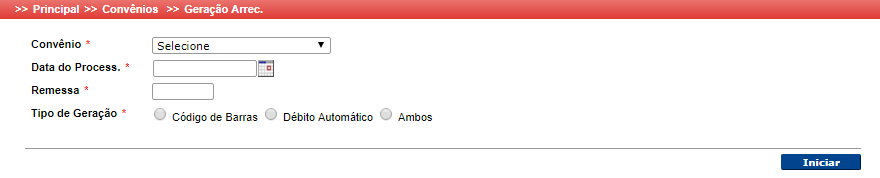 >> Principal >> Convênios >> Geração Arrec.
Convênio * Selecione
Data do Process. *
Remessa *
Tipo de Geração * Código de Barras Débito Automático Ambos
Iniciar